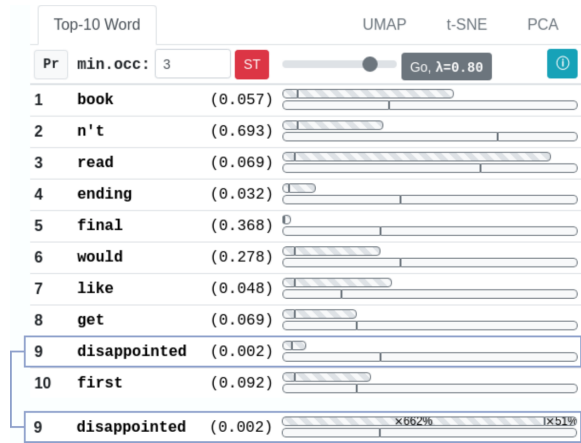 Top-10 Word UMAP t-SNE PCA
Pr min.occ: 3 ST Go, λ=0.80 ⓘ
1 book (0.057)
2 n't (0.693)
3 read (0.069)
4 ending (0.032)
5 final (0.368)
6 would (0.278)
7 like (0.048)
8 get (0.069)
9 disappointed (0.002)
10 first (0.092)
9 disappointed (0.002) ×662% ×51%